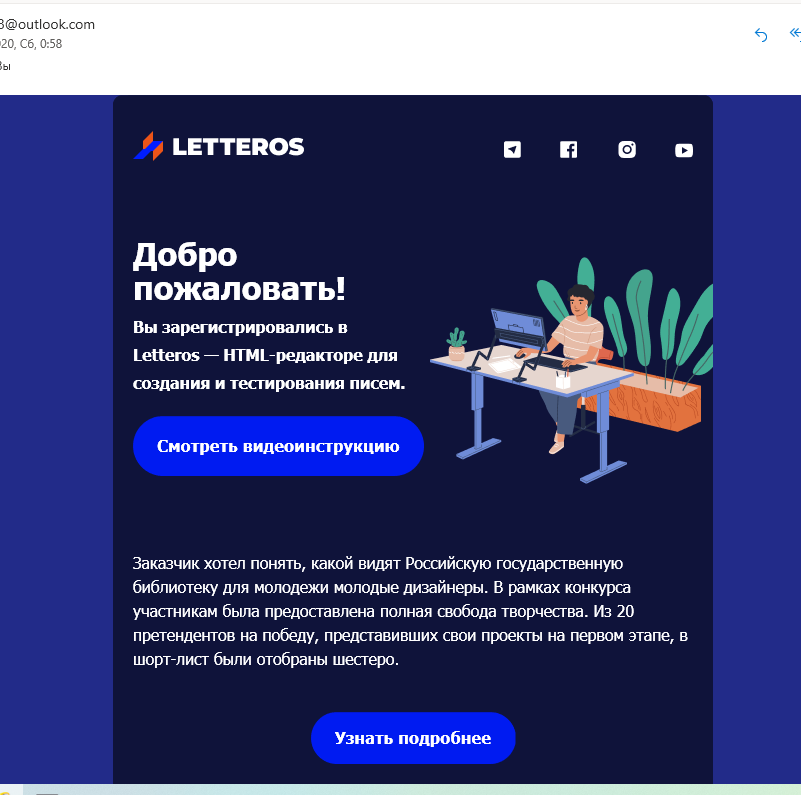 3@outlook.com
020, Сб, 0:58
Вы
LETTEROS
Добро
пожаловать!
Вы зарегистрировались в
Letteros — HTML-редакторе для
создания и тестирования писем.
Смотреть видеоинструкцию
Заказчик хотел понять, какой видят Российскую государственную
библиотеку для молодежи молодые дизайнеры. В рамках конкурса
участникам была предоставлена полная свобода творчества. Из 20
претендентов на победу, представивших свои проекты на первом этапе, в
шорт-лист были отобраны шестеро.
Узнать подробнее